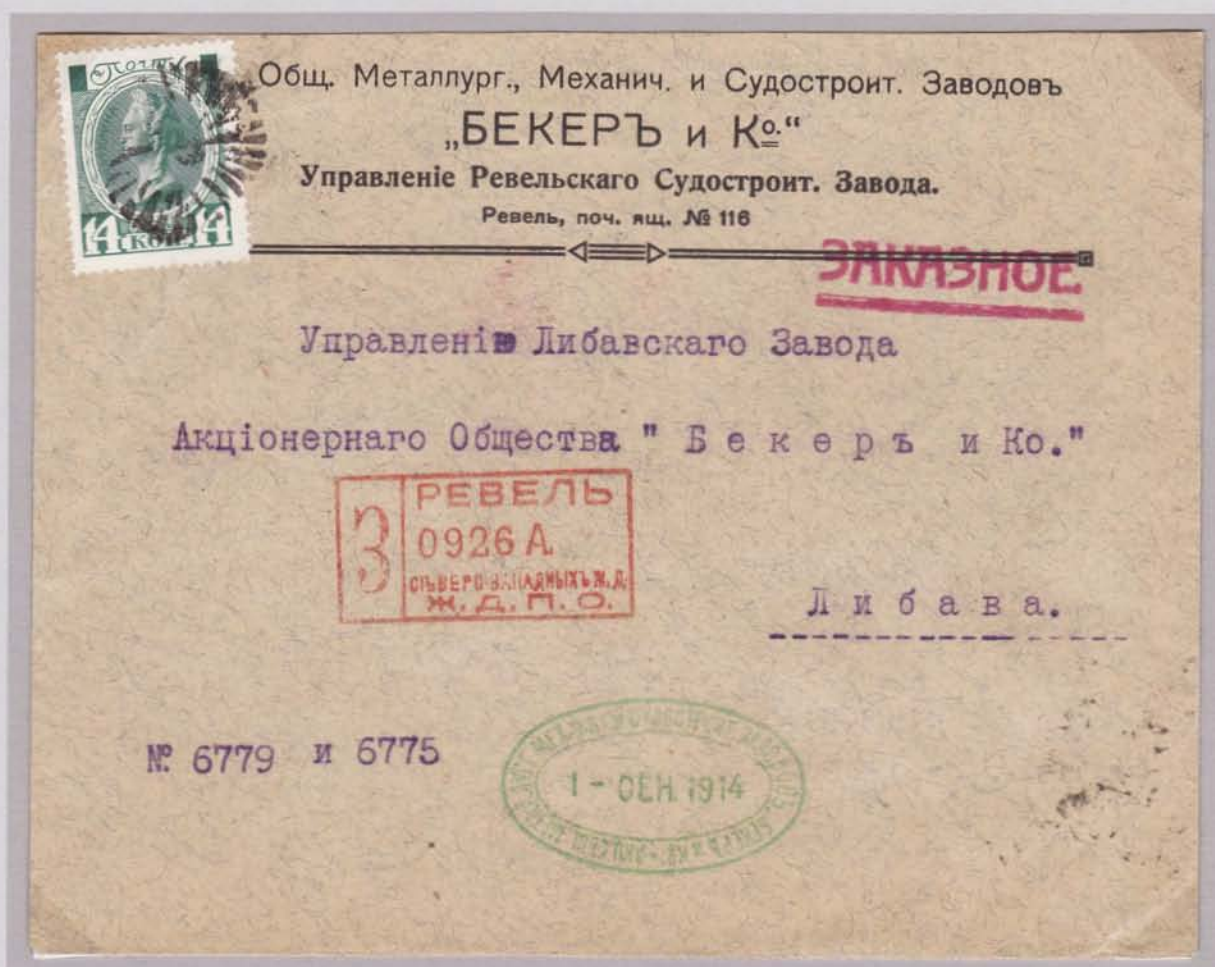 Почта
14 КОП 14
Общ. Металлург., Механич. и Судостроит. Заводовъ
„БЕКЕРЪ и Ко.“
Управленіе Ревельскаго Судостроит. Завода.
Ревель, поч. ящ. № 116
ЗАКАЗНОЕ.
Управленію Либавскаго Завода
Акціонернаго Общества " Б е к е р ъ и Ко."
З
РЕВЕЛЬ
0926 А.
СѢВЕРО ЗАПАДНЫХЪ Ж.Д.
Ж. Д. П. О.
Л и б а в а.
№ 6779 и 6775
1 - СЕН. 1914